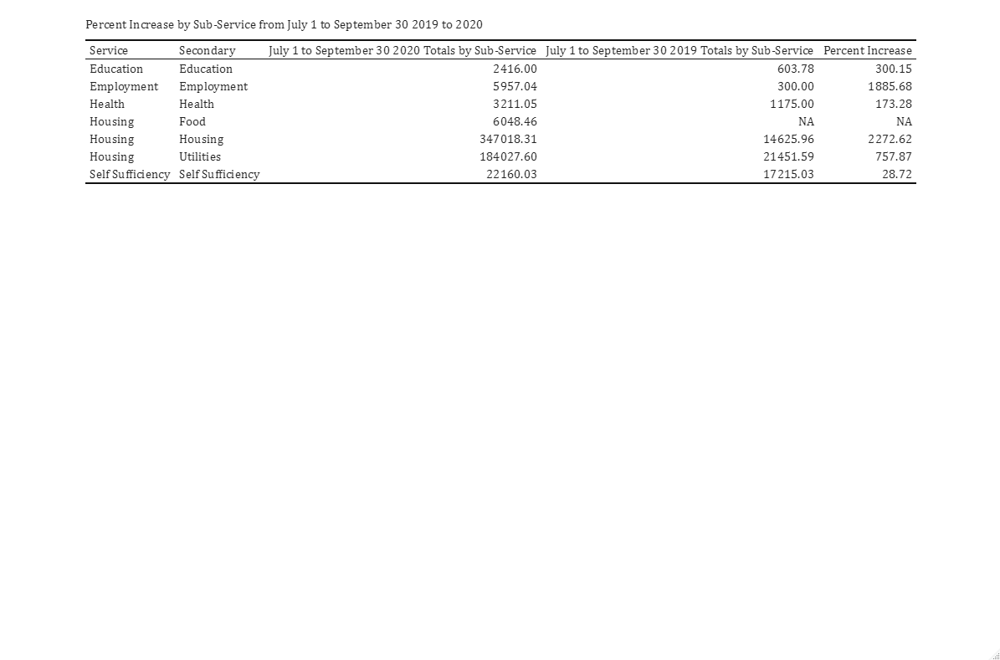 Percent Increase by Sub-Service from July 1 to September 30 2019 to 2020
Service Secondary July 1 to September 30 2020 Totals by Sub-Service July 1 to September 30 2019 Totals by Sub-Service Percent Increase
Education Education 2416.00 603.78 300.15
Employment Employment 5957.04 300.00 1885.68
Health Health 3211.05 1175.00 173.28
Housing Food 6048.46 NA NA
Housing Housing 347018.31 14625.96 2272.62
Housing Utilities 184027.60 21451.59 757.87
Self Sufficiency Self Sufficiency 22160.03 17215.03 28.72